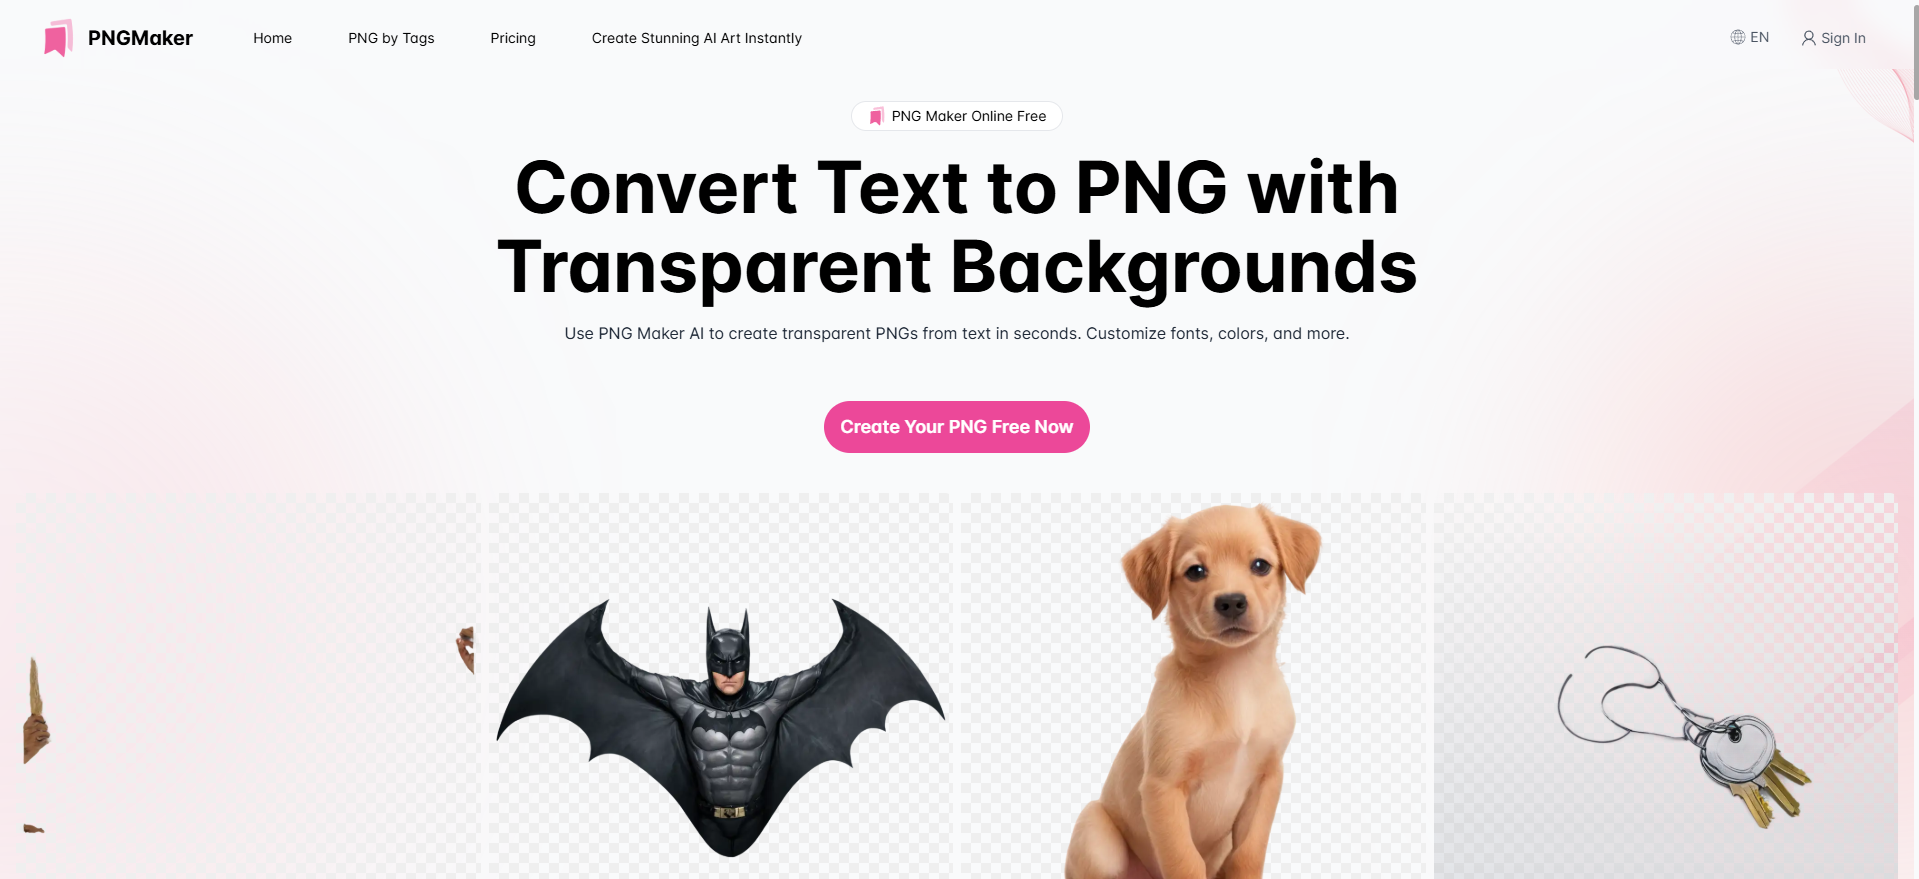 PNGMaker
Home
PNG by Tags
Pricing
Create Stunning AI Art Instantly
EN
Sign In
PNG Maker Online Free
Convert Text to PNG with
Transparent Backgrounds
Use PNG Maker AI to create transparent PNGs from text in seconds. Customize fonts, colors, and more.
Create Your PNG Free Now